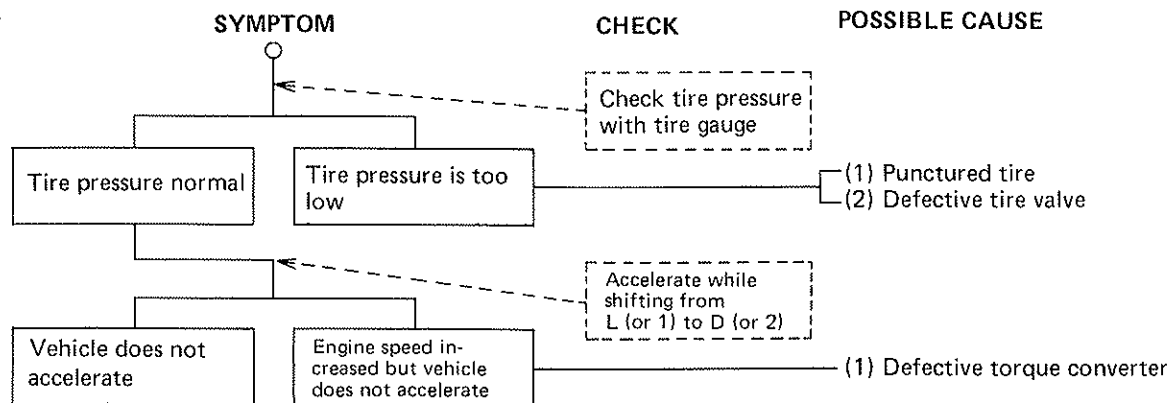 SYMPTOM
CHECK
POSSIBLE CAUSE
Check tire pressure
with tire gauge
Tire pressure normal
Tire pressure is too
low
(1) Punctured tire
(2) Defective tire valve
Accelerate while
shifting from
L (or 1) to D (or 2)
Vehicle does not
accelerate
Engine speed in-
creased but vehicle
does not accelerate
(1) Defective torque converter